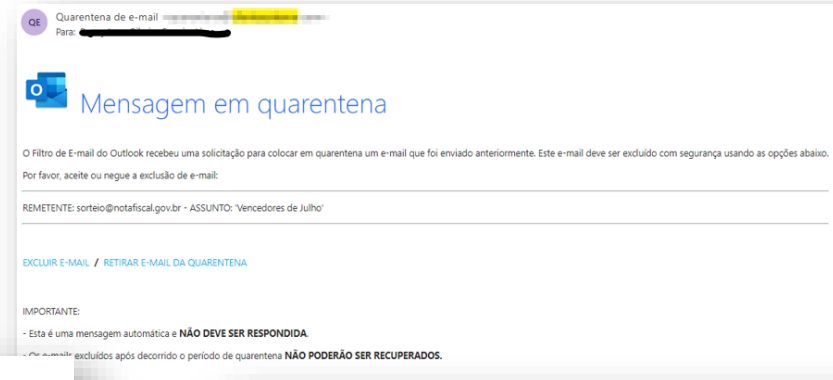 QE
Quarentena de e-mail
Para:
Mensagem em quarentena
O Filtro de E-mail do Outlook recebeu uma solicitação para colocar em quarentena um e-mail que foi enviado anteriormente. Este e-mail deve ser excluído com segurança usando as opções abaixo.
Por favor, aceite ou negue a exclusão de e-mail:
REMETENTE: sorteio@notafiscal.gov.br - ASSUNTO: 'Vencedores de Julho'
EXCLUIR E-MAIL / RETIRAR E-MAIL DA QUARENTENA
IMPORTANTE:
- Esta é uma mensagem automática e NÃO DEVE SER RESPONDIDA.
- Os e-mails excluídos após decorrido o período de quarentena NÃO PODERÃO SER RECUPERADOS.